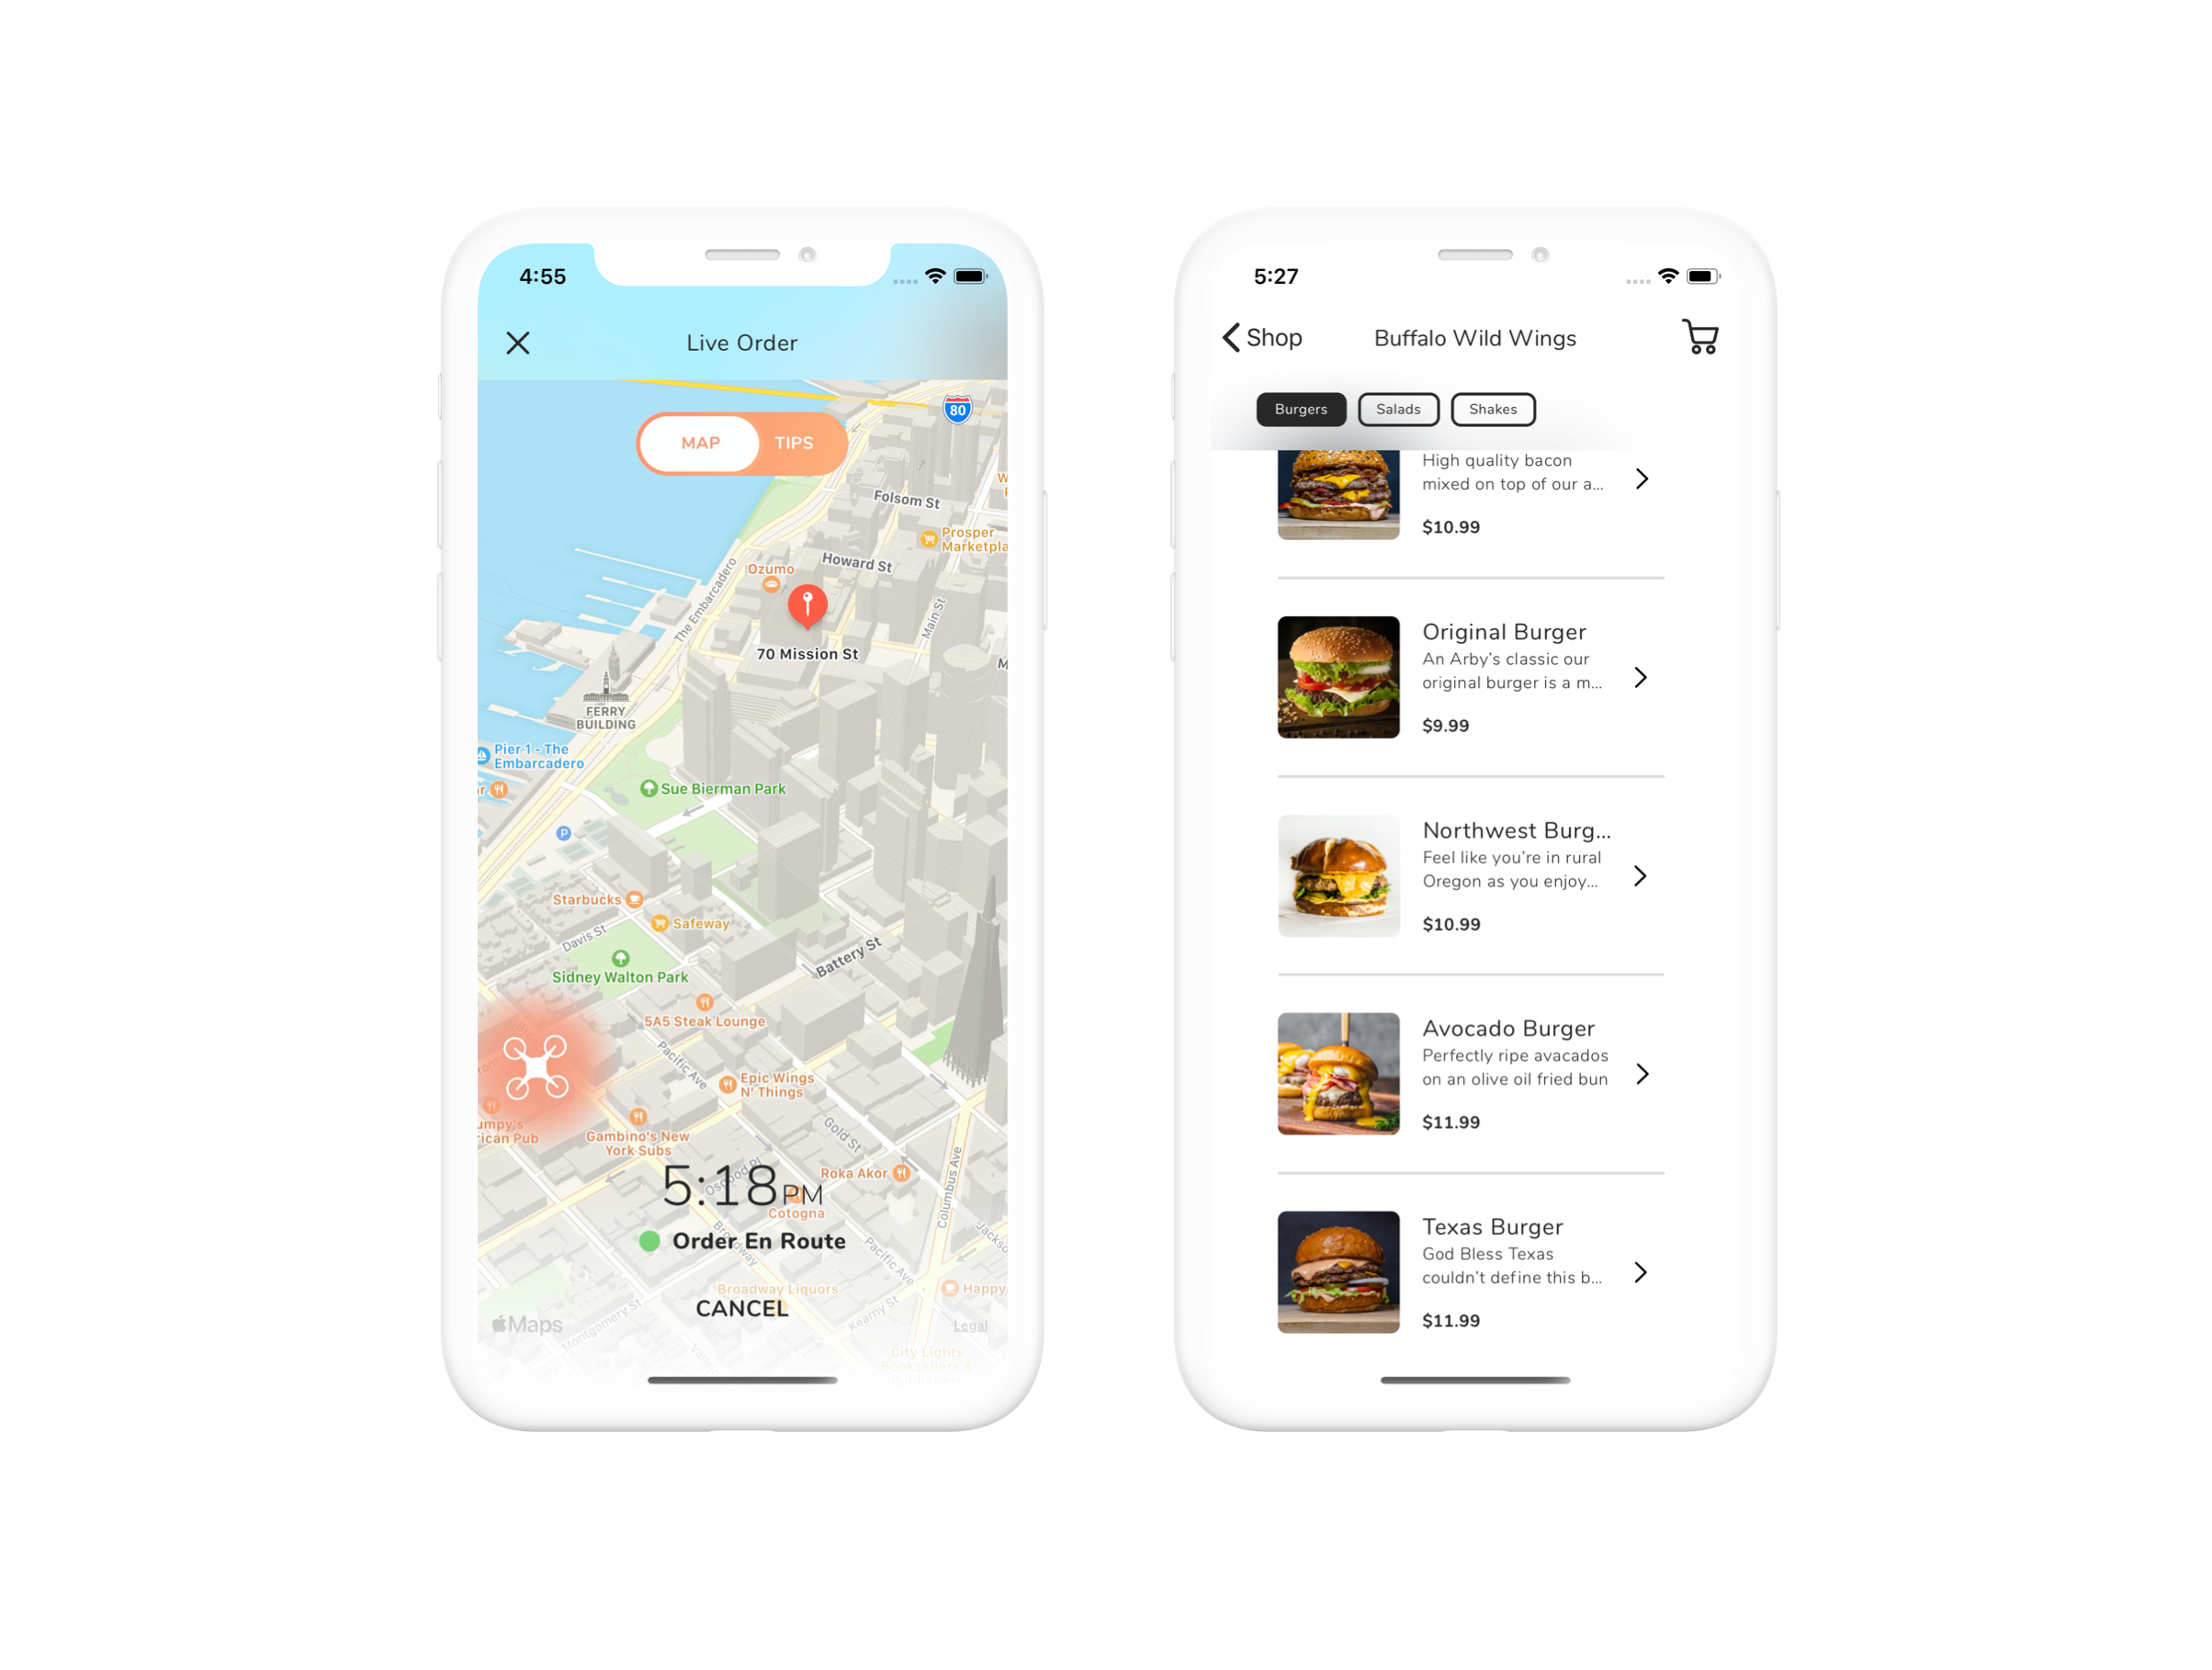 4:55
Live Order
80
MAP
TIPS
Folsom St
Prosper
Howard St
Ozumo
The Embarcadero
Main St
70 Mission St
FERRY
BUILDING
Pier 1 - The
Embarcadero
Sue Bierman Park
P
Starbucks
Safeway
Davis St
Battery St
Sidney Walton Park
5A5 Steak Lounge
Pacific Ave
Epic Wings
N' Things
Gambino's New
York Subs
Gold St
Roka Akor
Columbus Ave
5:18PM
Cotogna
Order En Route
Broadway
Pacific Ave
Broadway Liquors
Happy
CANCEL
Kearny St
Maps
Montgomery St
Legal
City Lights
Booksellers &
Publishers
5:27
Shop
Buffalo Wild Wings
Burgers
Salads
Shakes
High quality bacon
mixed on top of our a...
$10.99
Original Burger
An Arby's classic our
original burger is a m...
$9.99
Northwest Burg...
Feel like you're in rural
Oregon as you enjoy...
$10.99
Avocado Burger
Perfectly ripe avacados
on an olive oil fried bun
$11.99
Texas Burger
God Bless Texas
couldn't define this b...
$11.99